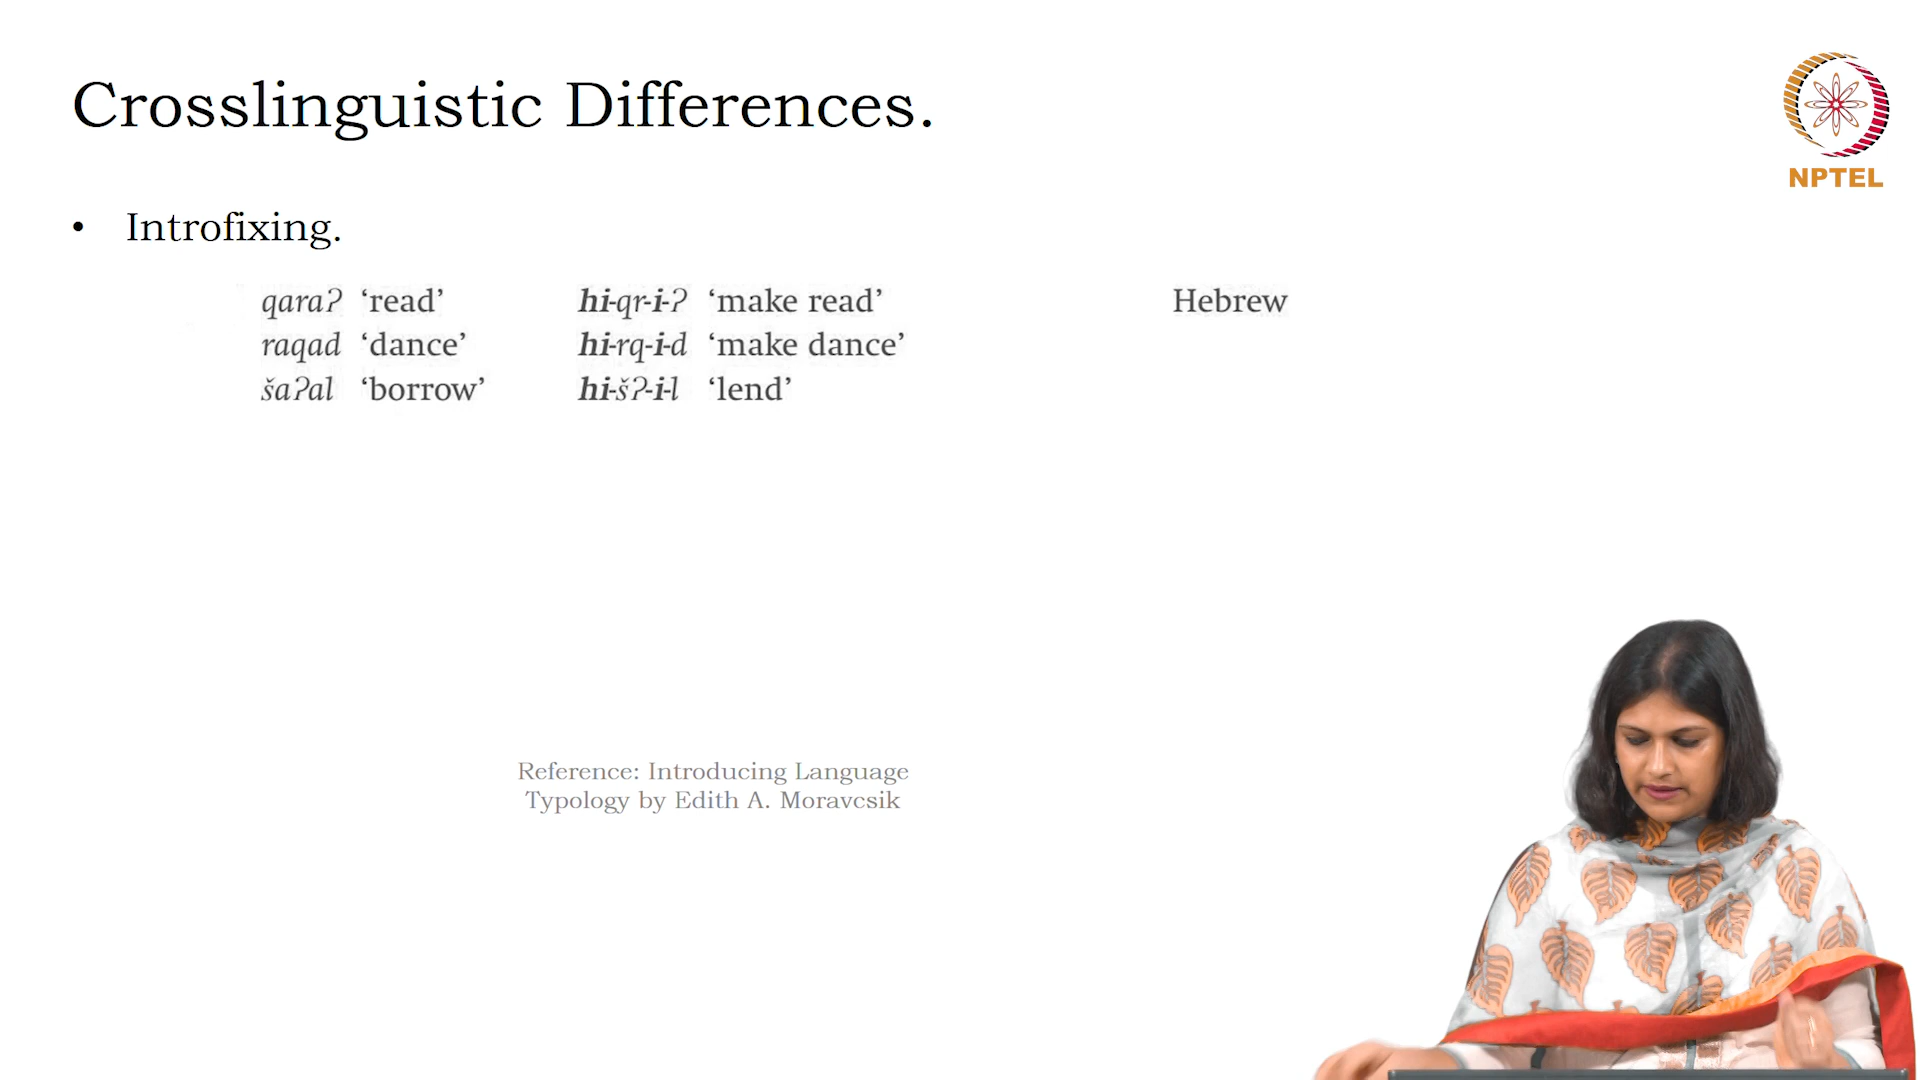 Crosslinguistic Differences.
NPTEL
• Introfixing.
qaraʔ ‘read’ hi-qr-i-ʔ ‘make read’ Hebrew
raqad ‘dance’ hi-rq-i-d ‘make dance’
šaʔal ‘borrow’ hi-šʔ-i-l ‘lend’
Reference: Introducing Language
Typology by Edith A. Moravcsik